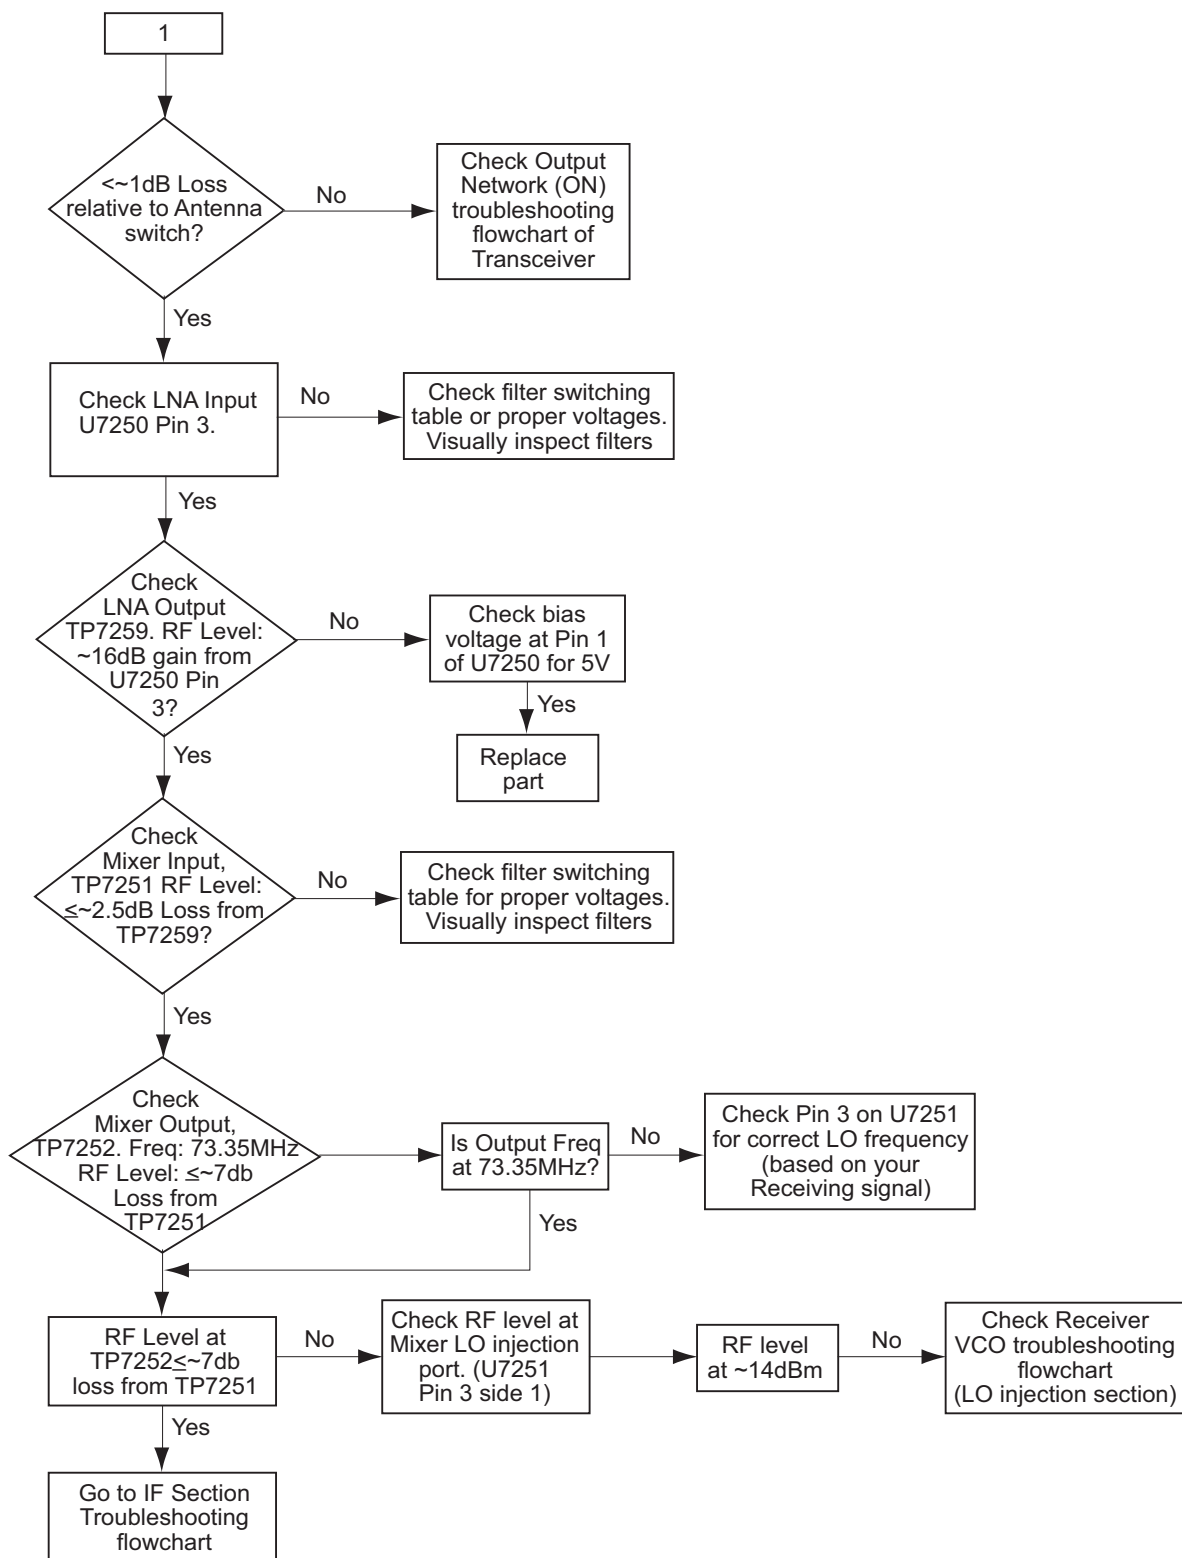 1
<~1dB Loss
relative to Antenna
switch?
No
Check Output
Network (ON)
troubleshooting
flowchart of
Transceiver
Yes
Check LNA Input
U7250 Pin 3.
No
Check filter switching
table or proper voltages.
Visually inspect filters
Yes
Check
LNA Output
TP7259. RF Level:
~16dB gain from
U7250 Pin
3?
No
Check bias
voltage at Pin 1
of U7250 for 5V
Yes
Replace
part
Yes
Check
Mixer Input,
TP7251 RF Level:
≤~2.5dB Loss from
TP7259?
No
Check filter switching
table for proper voltages.
Visually inspect filters
Yes
Check
Mixer Output,
TP7252. Freq: 73.35MHz
RF Level: ≤~7db
Loss from
TP7251
Is Output Freq
at 73.35MHz?
No
Check Pin 3 on U7251
for correct LO frequency
(based on your
Receiving signal)
Yes
RF Level at
TP7252≤~7db
loss from TP7251
No
Check RF level at
Mixer LO injection
port. (U7251
Pin 3 side 1)
RF level
at ~14dBm
No
Check Receiver
VCO troubleshooting
flowchart
(LO injection section)
Yes
Go to IF Section
Troubleshooting
flowchart